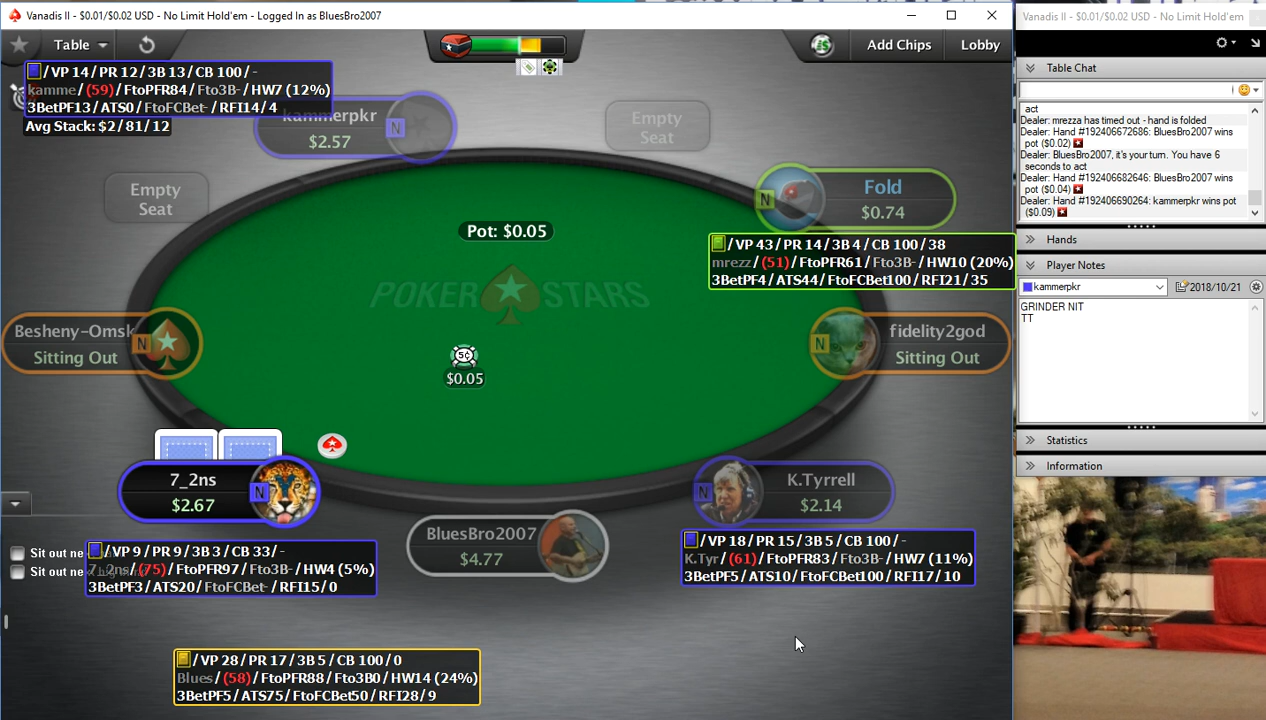 Vanadis II - $0.01/$0.02 USD - No Limit Hold'em - Logged In as BluesBro2007
Vanadis II - $0.01/$0.02 USD - No Limit Hold'em
Table
Add Chips
Lobby
/VP 14/PR 12/3B 13/CB 100/-
kamme/(59)/FtoPFR84/Fto3B-/HW7 (12%)
3BetPF13/ATS0/FtoFCBet-/RFI14/4
Avg Stack: $2/81/12
kammerpkr
N
$2.57
Empty
Seat
Empty
Seat
Fold
N
$0.74
/VP 43/PR 14/3B 4/CB 100/38
mrezz/(51)/FtoPFR61/Fto3B-/HW10 (20%)
3BetPF4/ATS44/FtoFCBet100/RFI21/35
Pot: $0.05
POKER STARS
Besheny-Omsk
N
Sitting Out
fidelity2god
N
Sitting Out
5¢
$0.05
7_2ns
N
$2.67
K.Tyrrell
N
$2.14
BluesBro2007
$4.77
Sit out ne
Sit out ne
/VP 9/PR 9/3B 3/CB 33/-
7_2ns/(75)/FtoPFR97/Fto3B-/HW4 (5%)
3BetPF3/ATS20/FtoFCBet-/RFI15/0
/VP 18/PR 15/3B 5/CB 100/-
K.Tyr/(61)/FtoPFR83/Fto3B-/HW7 (11%)
3BetPF5/ATS10/FtoFCBet100/RFI17/10
/VP 28/PR 17/3B 5/CB 100/0
Blues/(58)/FtoPFR88/Fto3B0/HW14 (24%)
3BetPF5/ATS75/FtoFCBet50/RFI28/9
Table Chat
act
Dealer: mrezza has timed out - hand is folded
Dealer: Hand #192406672686: BluesBro2007 wins
pot ($0.02)
Dealer: BluesBro2007, it's your turn. You have 6
seconds to act
Dealer: Hand #192406682646: BluesBro2007 wins
pot ($0.04)
Dealer: Hand #192406690264: kammerpkr wins pot
($0.09)
Hands
Player Notes
kammerpkr
2018/10/21
GRINDER NIT
TT
Statistics
Information